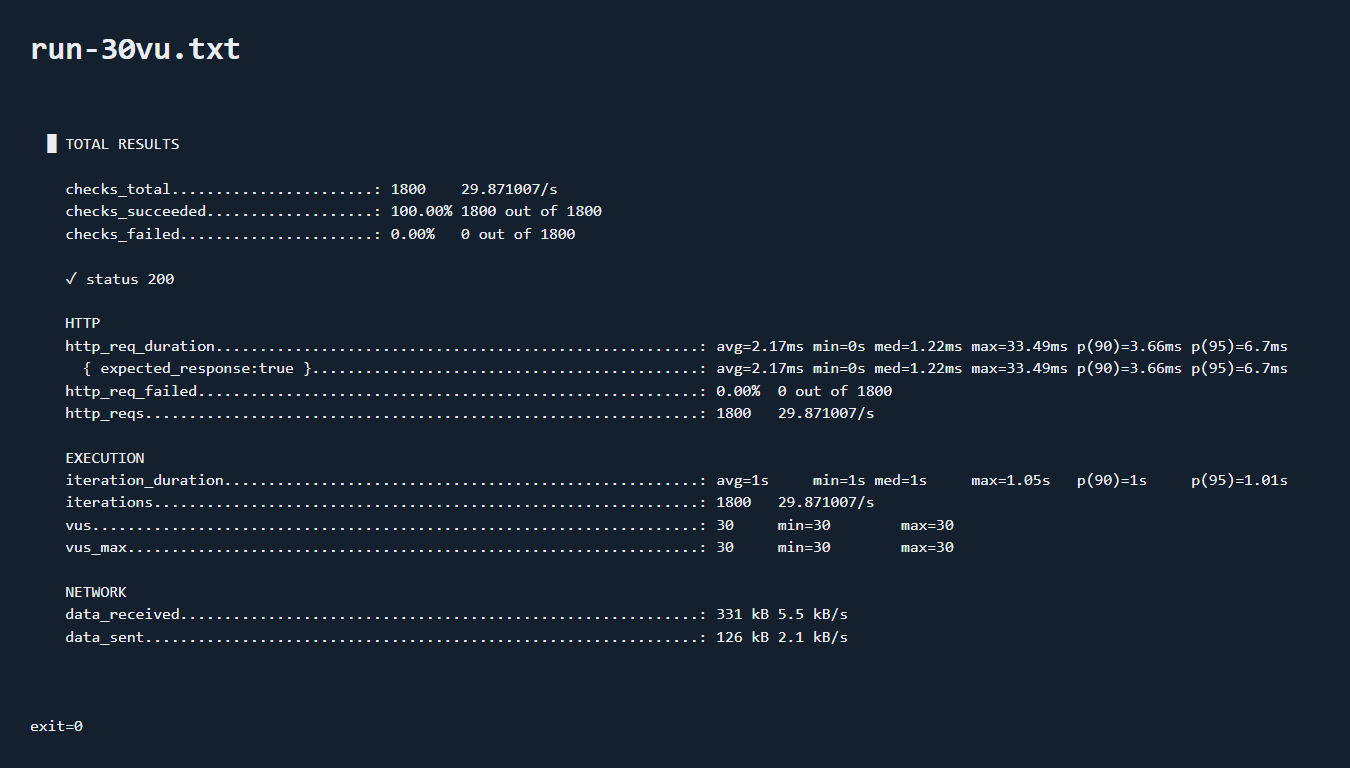 run-30vu.txt
█ TOTAL RESULTS
checks_total.......................: 1800    29.871007/s
checks_succeeded...................: 100.00% 1800 out of 1800
checks_failed......................: 0.00%   0 out of 1800
✓ status 200
HTTP
http_req_duration.......................................................: avg=2.17ms min=0s med=1.22ms max=33.49ms p(90)=3.66ms p(95)=6.7ms
{ expected_response:true }............................................: avg=2.17ms min=0s med=1.22ms max=33.49ms p(90)=3.66ms p(95)=6.7ms
http_req_failed.........................................................: 0.00%  0 out of 1800
http_reqs...............................................................: 1800   29.871007/s
EXECUTION
iteration_duration......................................................: avg=1s     min=1s med=1s     max=1.05s   p(90)=1s     p(95)=1.01s
iterations..............................................................: 1800   29.871007/s
vus.....................................................................: 30     min=30        max=30
vus_max.................................................................: 30     min=30        max=30
NETWORK
data_received...........................................................: 331 kB 5.5 kB/s
data_sent...............................................................: 126 kB 2.1 kB/s
exit=0